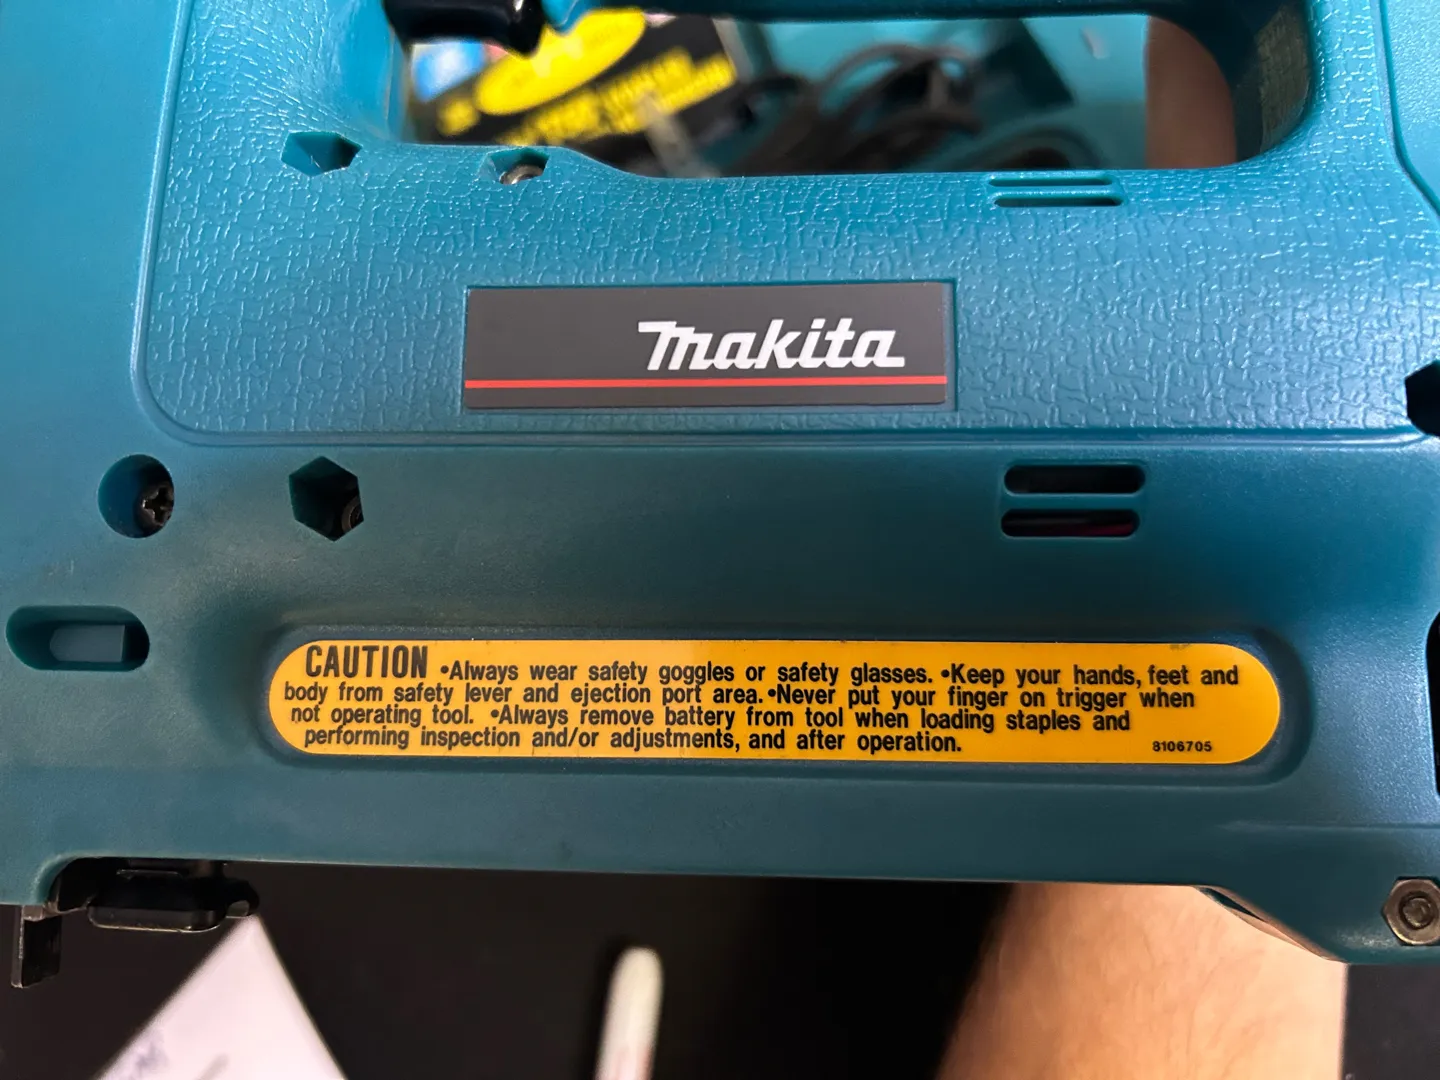 makita
CAUTION •Always wear safety goggles or safety glasses. •Keep your hands, feet and
body from safety lever and ejection port area. •Never put your finger on trigger when
not operating tool. •Always remove battery from tool when loading staples and
performing inspection and/or adjustments, and after operation.
8106705